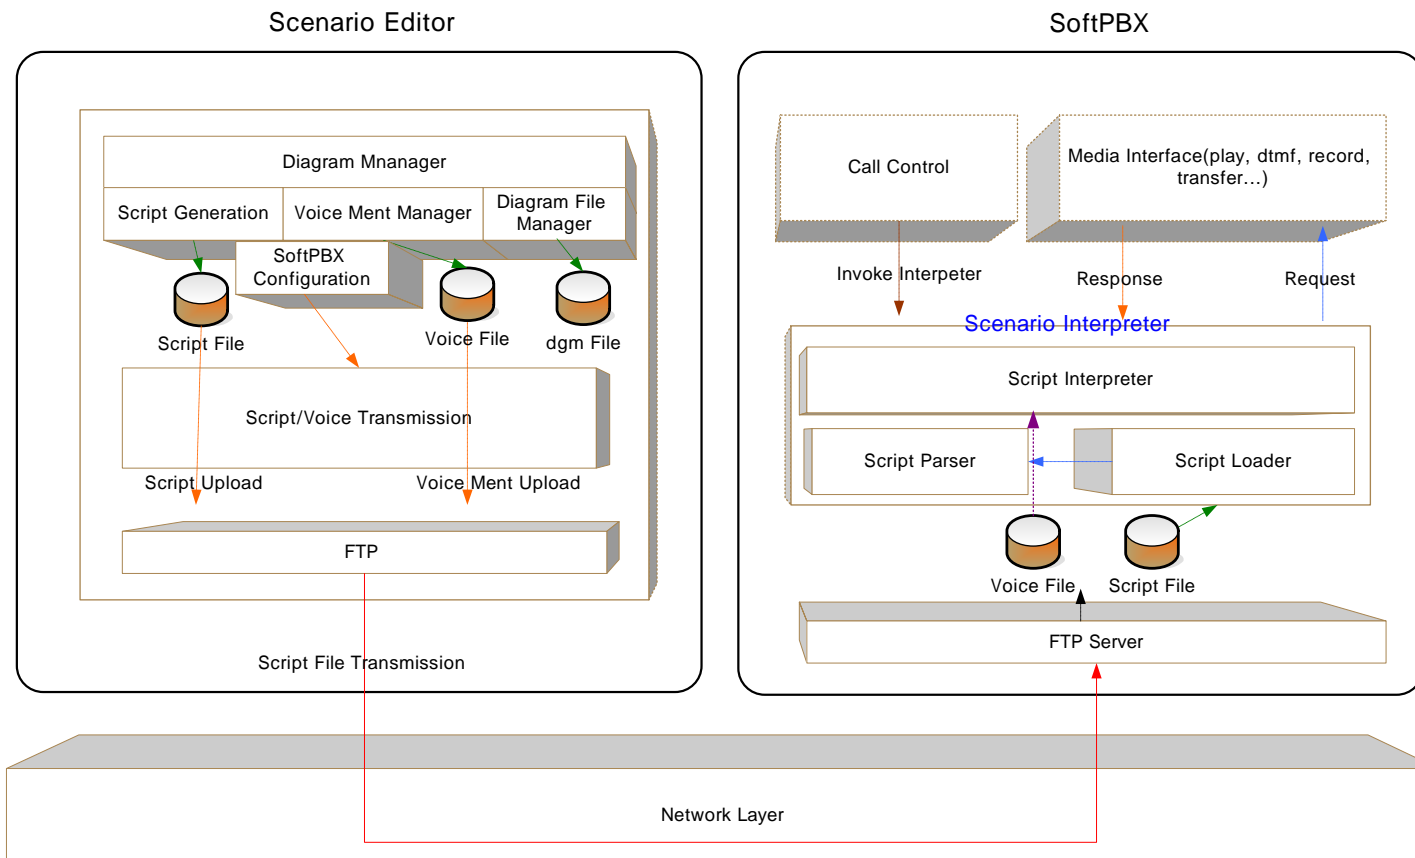 Scenario Editor
SoftPBX
Diagram Mnanager
Script Generation
Voice Ment Manager
Diagram File
Manager
SoftPBX
Configuration
Script File
Voice File
dgm File
Script/Voice Transmission
Script Upload
Voice Ment Upload
FTP
Script File Transmission
Call Control
Media Interface(play, dtmf, record,
transfer...)
Invoke Interpeter
Response
Request
Scenario Interpreter
Script Interpreter
Script Parser
Script Loader
Voice File
Script File
FTP Server
Network Layer